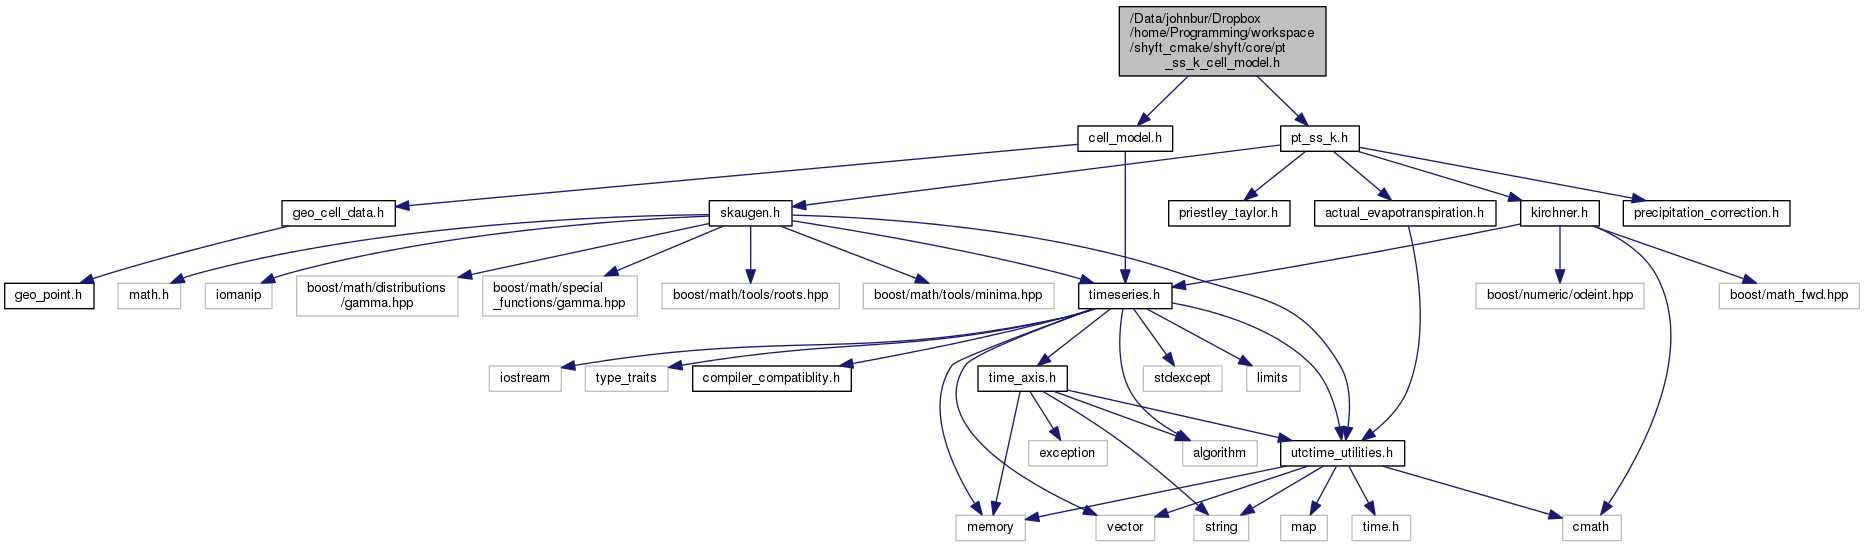 /Data/johnbur/Dropbox
/home/Programming/workspace
/shyft_cmake/shyft/core/pt
_ss_k_cell_model.h
cell_model.h
pt_ss_k.h
geo_cell_data.h
skaugen.h
priestley_taylor.h
actual_evapotranspiration.h
kirchner.h
precipitation_correction.h
geo_point.h
math.h
iomanip
boost/math/distributions
/gamma.hpp
boost/math/special
_functions/gamma.hpp
boost/math/tools/roots.hpp
boost/math/tools/minima.hpp
timeseries.h
boost/numeric/odeint.hpp
boost/math_fwd.hpp
iostream
type_traits
compiler_compatiblity.h
time_axis.h
stdexcept
limits
exception
algorithm
utctime_utilities.h
memory
vector
string
map
time.h
cmath